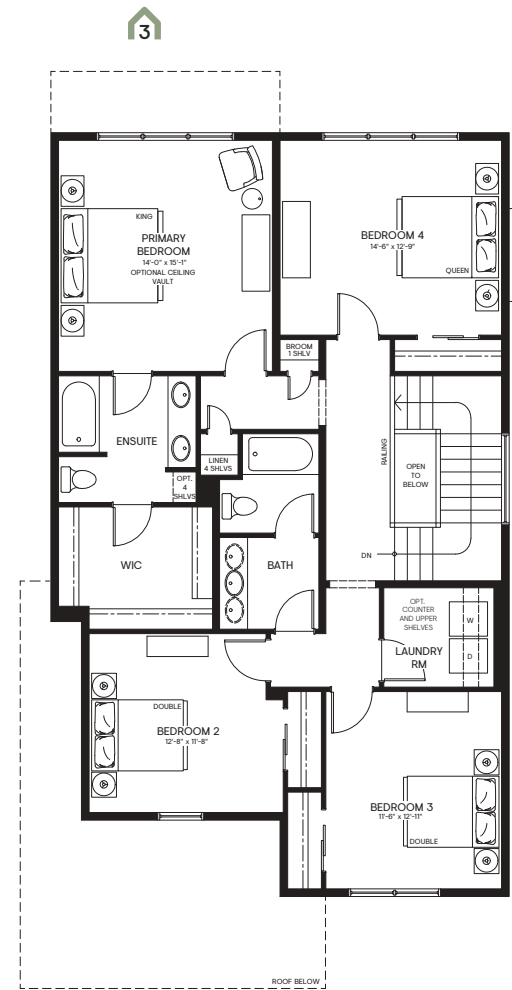 3
KING
PRIMARY
BEDROOM
14'-0" x 15'-1"
OPTIONAL CEILING
VAULT
BEDROOM 4
14'-6" x 12'-9"
QUEEN
BROOM
1 SHLV
ENSUITE
LINEN
4 SHLVS
OPT.
4
SHLVS
RAILING
OPEN
TO
BELOW
DN
WIC
BATH
OPT.
COUNTER
AND UPPER
SHELVES
W
LAUNDRY
RM
D
DOUBLE
BEDROOM 2
12'-8" x 11'-8"
BEDROOM 3
11'-6" x 12'-11"
DOUBLE
ROOF BELOW